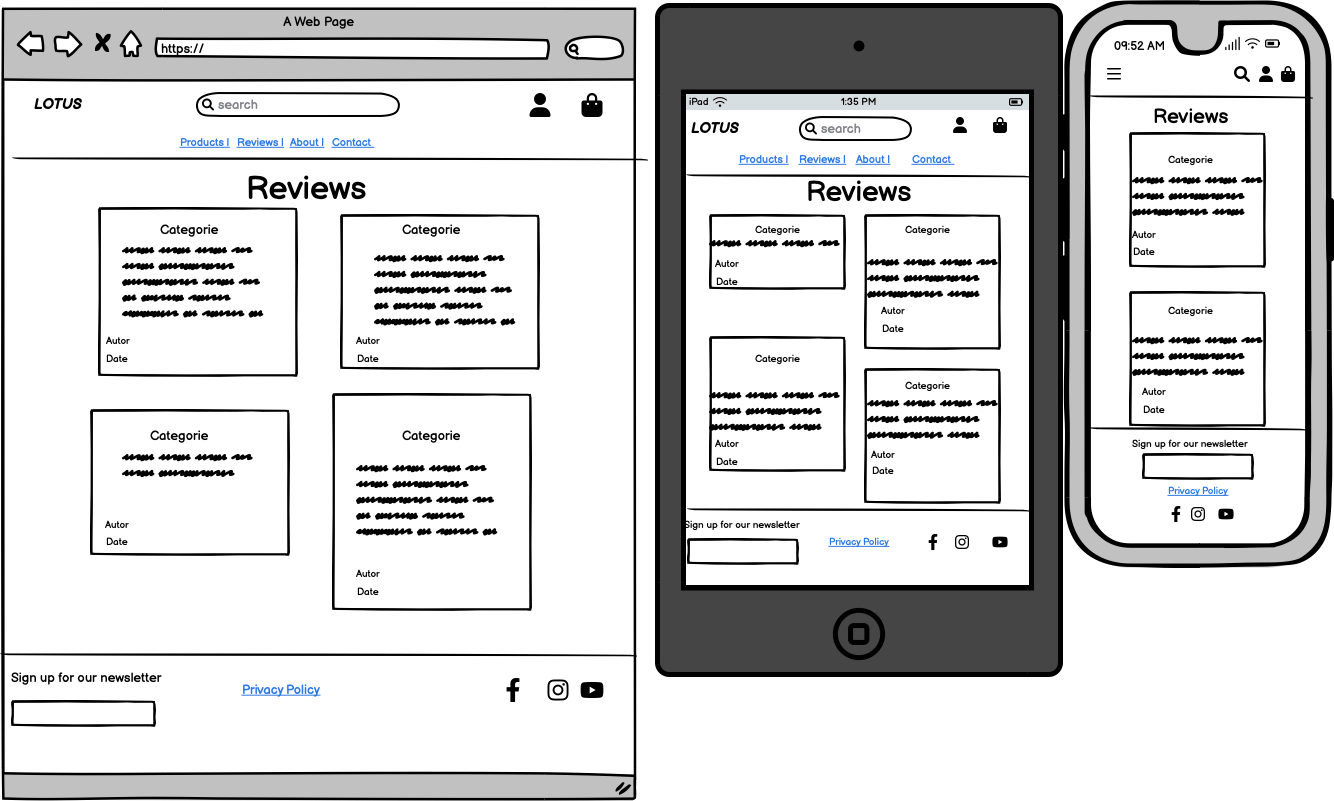 A Web Page
https://
LOTUS
search
Products | Reviews | About | Contact
Reviews
Categorie
Autor
Date
Categorie
Autor
Date
Categorie
Autor
Date
Categorie
Autor
Date
Sign up for our newsletter
Privacy Policy
iPad
1:35 PM
LOTUS
search
Products | Reviews | About | Contact
Reviews
Categorie
Autor
Date
Categorie
Autor
Date
Categorie
Autor
Date
Categorie
Autor
Date
Sign up for our newsletter
Privacy Policy
09:52 AM
Reviews
Categorie
Autor
Date
Categorie
Autor
Date
Sign up for our newsletter
Privacy Policy